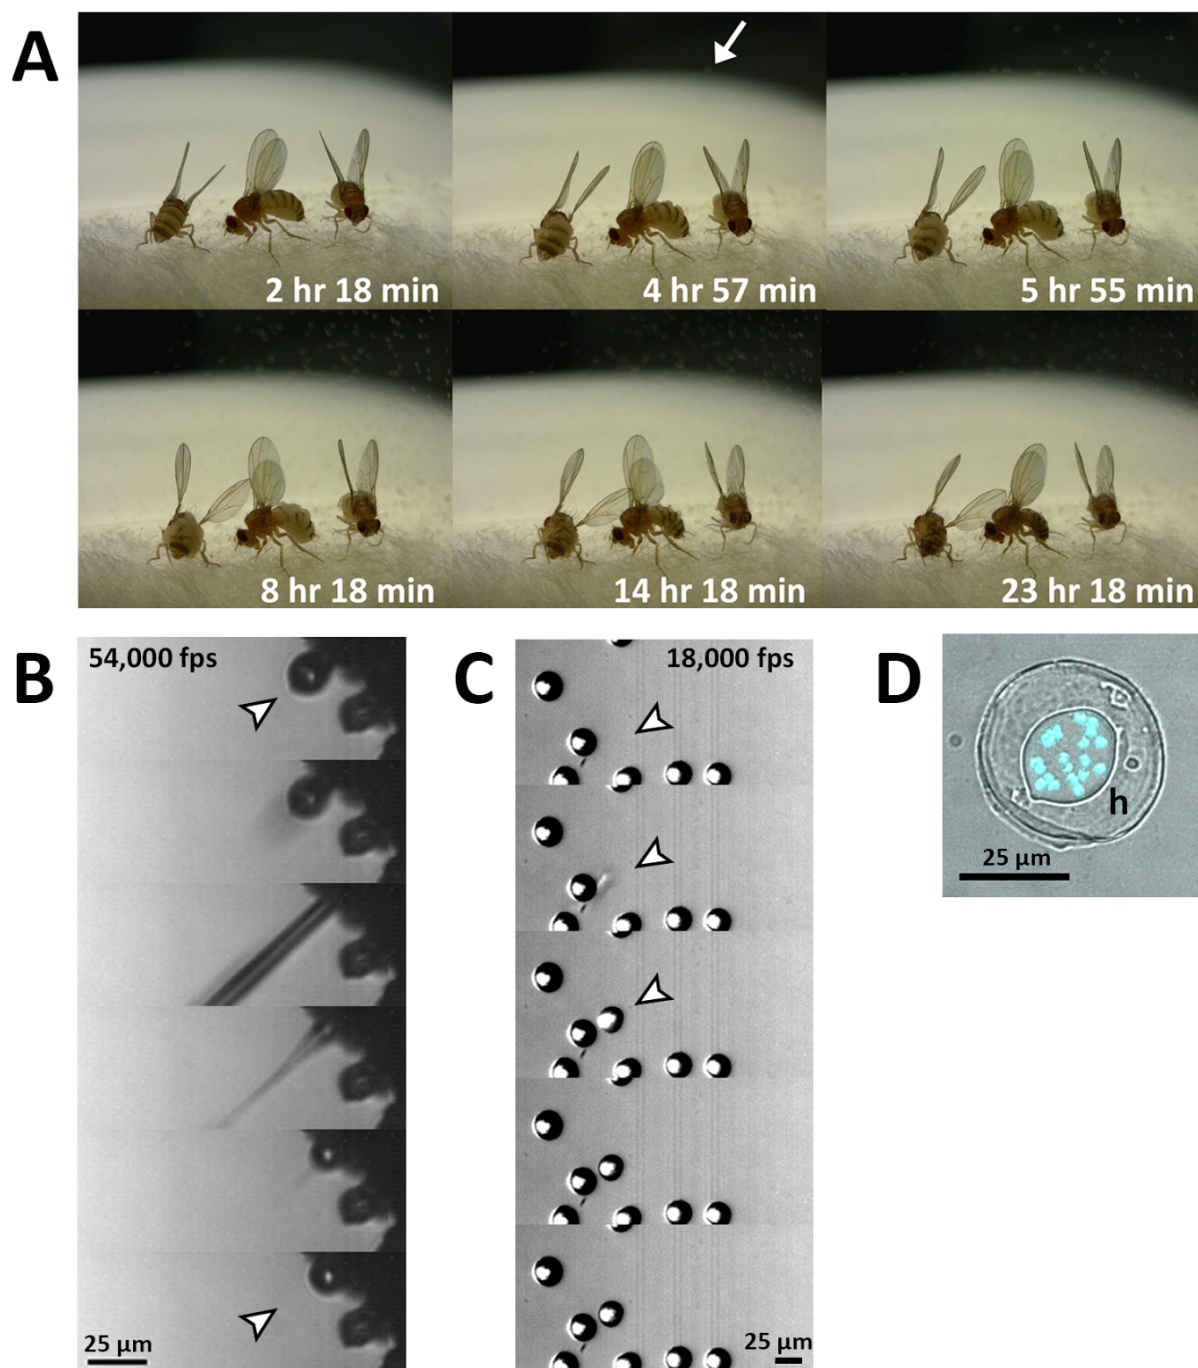 A
2 hr 18 min
4 hr 57 min
5 hr 55 min
8 hr 18 min
14 hr 18 min
23 hr 18 min
B
54,000 fps
25 µm
C
18,000 fps
25 µm
D
h
25 µm